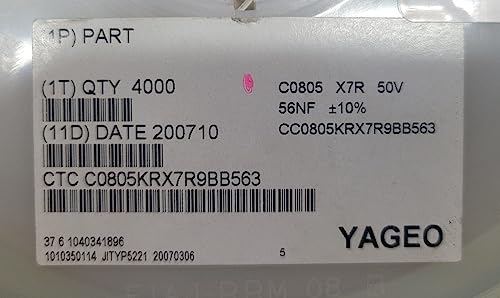 (1P) PART
(1T) QTY 4000
C0805 X7R 50V
56NF ±10%
(11D) DATE 200710
CC0805KRX7R9BB563
CTC C0805KRX7R9BB563
37 6 1040341896
1010350114 JITYP5221 20070306
5
YAGEO